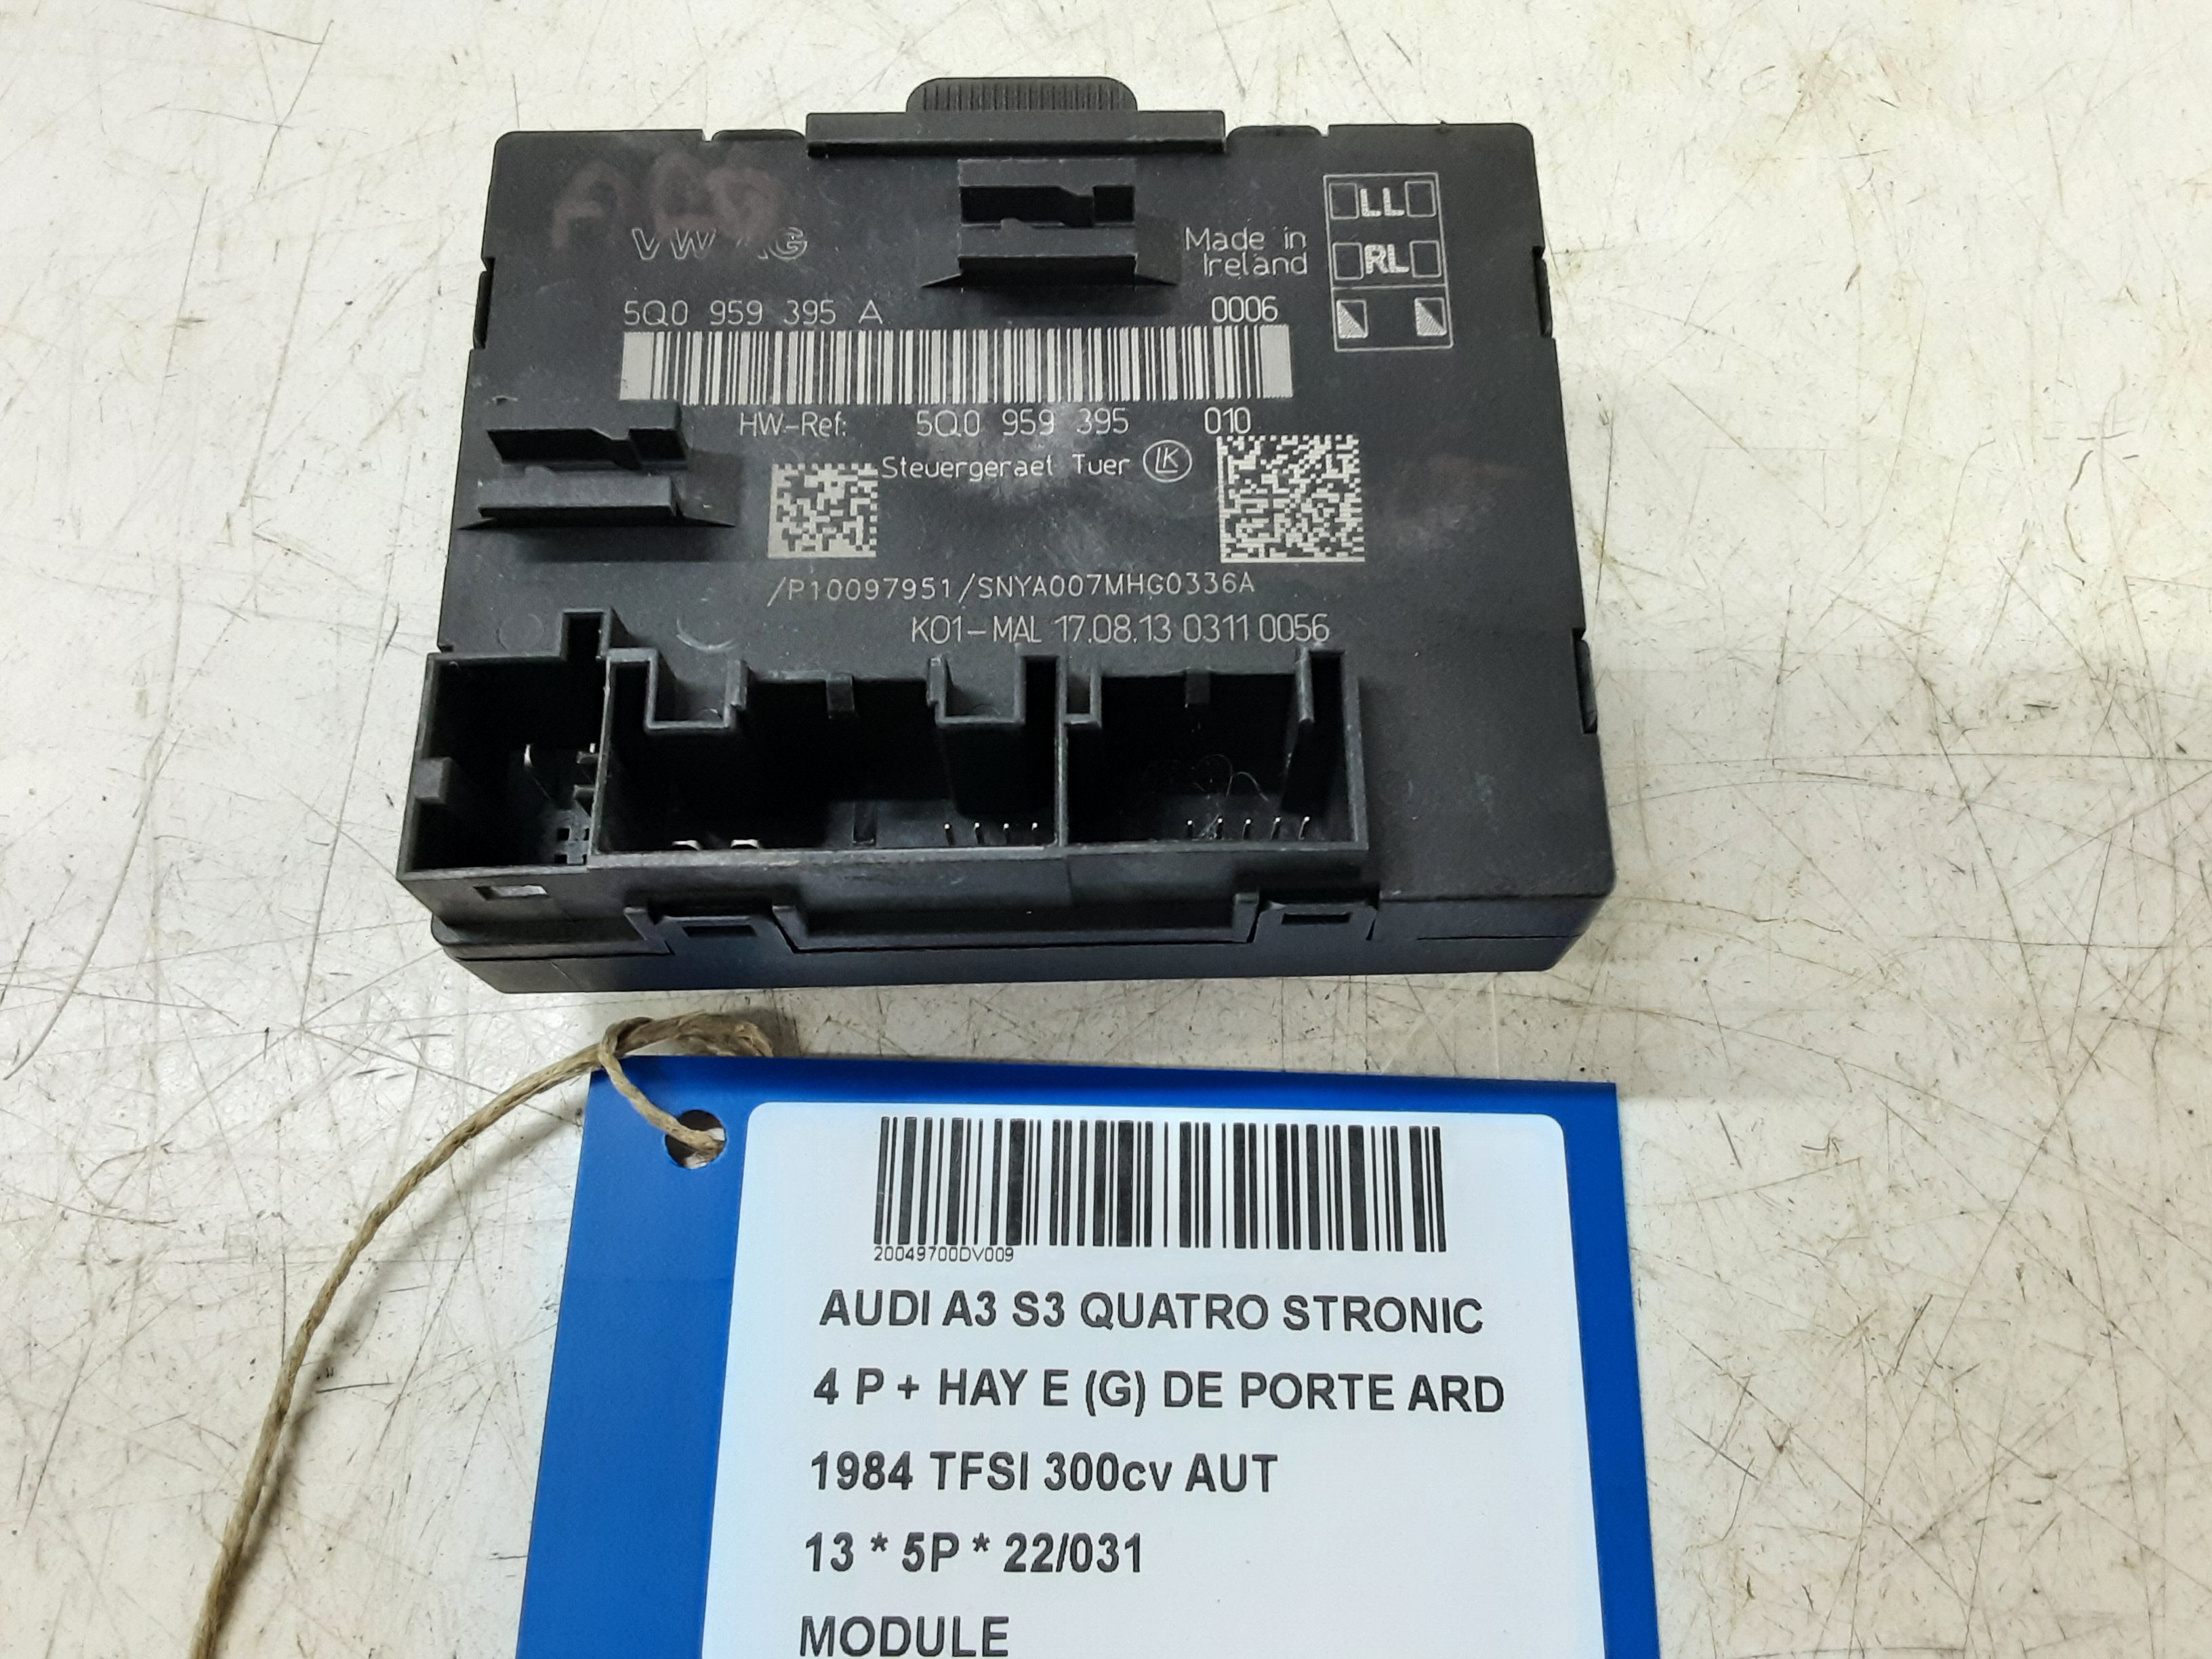 VW AG
Made in
Ireland
LL
RL
5Q0 959 395 A 0006
HW-Ref: 5Q0 959 395 010
Steuergeraet Tuer LK
/P10097951/SNYA007MHG0336A
K01-MAL 17.08.13 0311 0056
20049700DV009
AUDI A3 S3 QUATRO STRONIC
4 P + HAY E (G) DE PORTE ARD
1984 TFSI 300cv AUT
13 * 5P * 22/031
MODULE